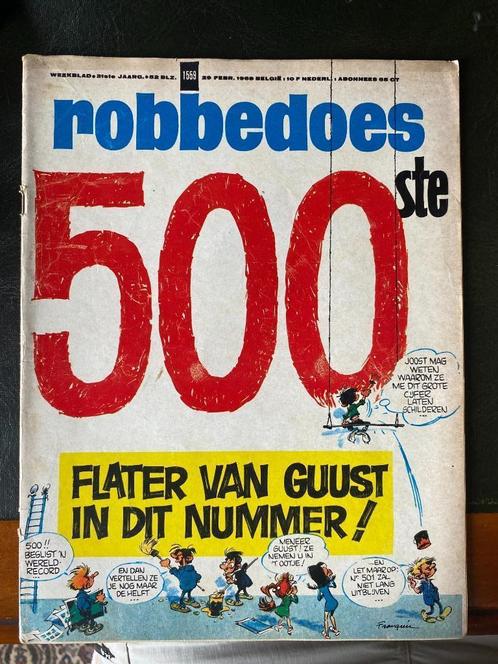 WEEKBLAD • 31ste JAARG. • 52 BLZ. 1559 29 FEBR. 1968 BELGIË : 10 F NEDERL. : ABONNEES 65 CT
robbedoes
500
ste
JOOST MAG
WETEN
WAAROM ZE
ME DIT GROTE
CIJFER
LATEN
SCHILDEREN
...
FLATER VAN GUUST
IN DIT NUMMER!
500!!
BEGLIST 'N
WERELD-
RECORD
...
EN DAN
VERTELLEN ZE
JE NOG MAAR
DE HELFT
...
MENEER
GUUST! ZE
NEMEN U IN
'T OOTJE!
...EN
LET MAAR OP:
N° 501 ZAL
NIET LANG
UITBLIJVEN
...
Franquin